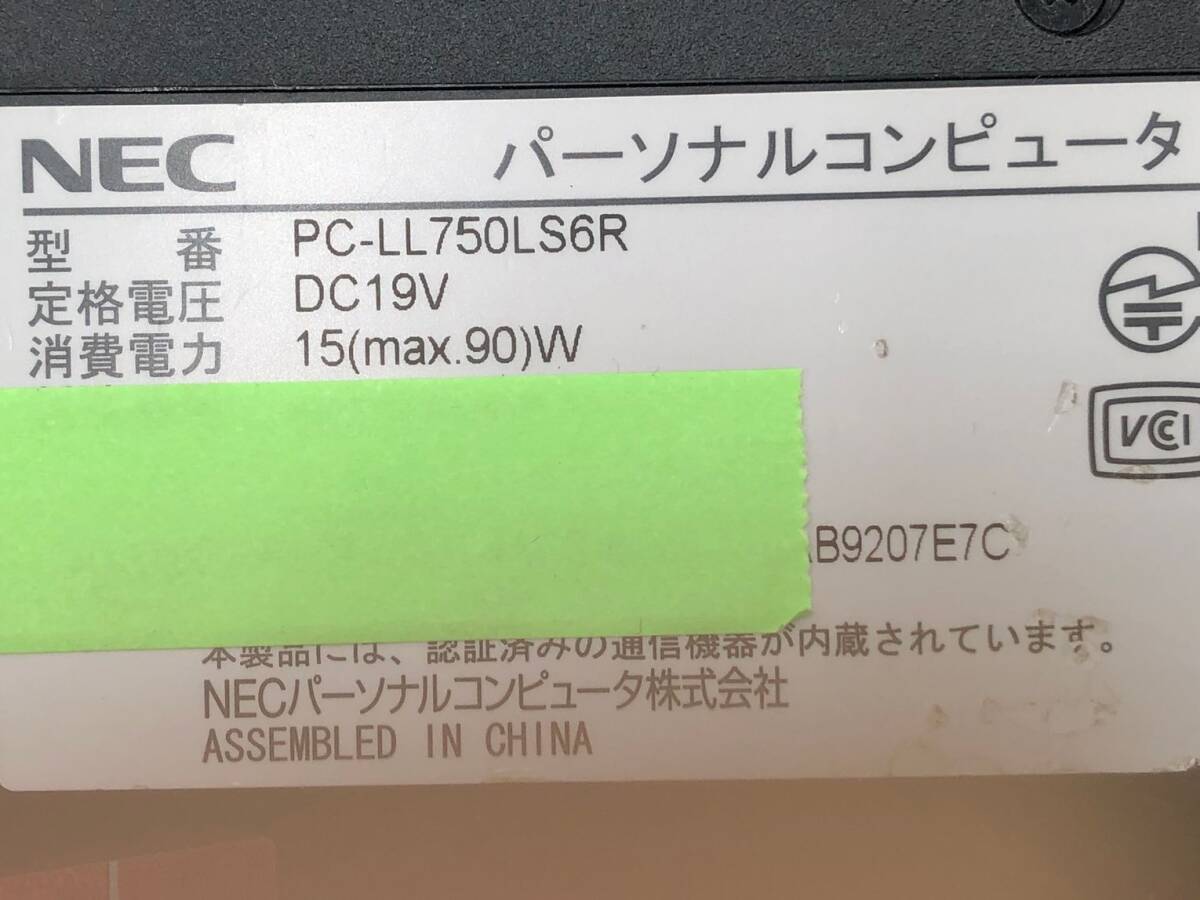 NEC パーソナルコンピュータ
型番 PC-LL750LS6R
定格電圧 DC19V
消費電力 15(max.90)W
VCCI
B9207E7C
本製品には、認証済みの通信機器が内蔵されています。
NECパーソナルコンピュータ株式会社
ASSEMBLED IN CHINA